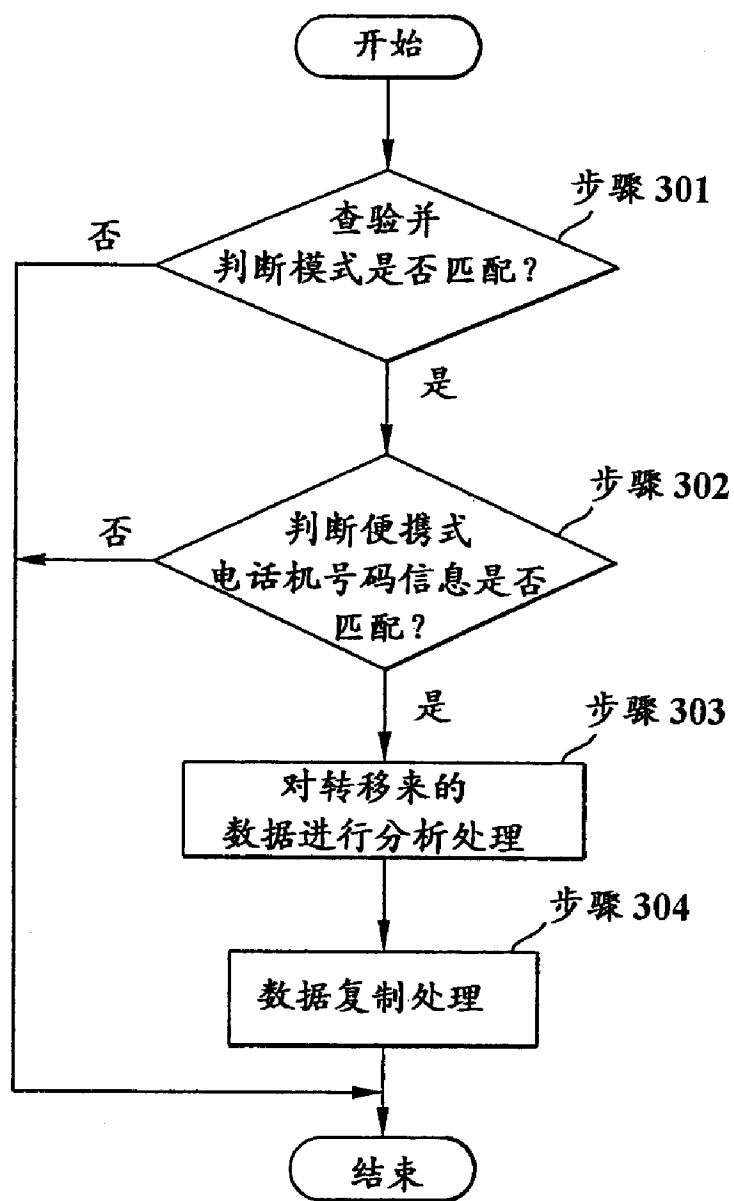 开始
步骤 301
否
查验并
判断模式是否匹配？
是
步骤 302
否
判断便携式
电话机号码信息是否
匹配？
是
步骤 303
对转移来的
数据进行分析处理
步骤 304
数据复制处理
结束